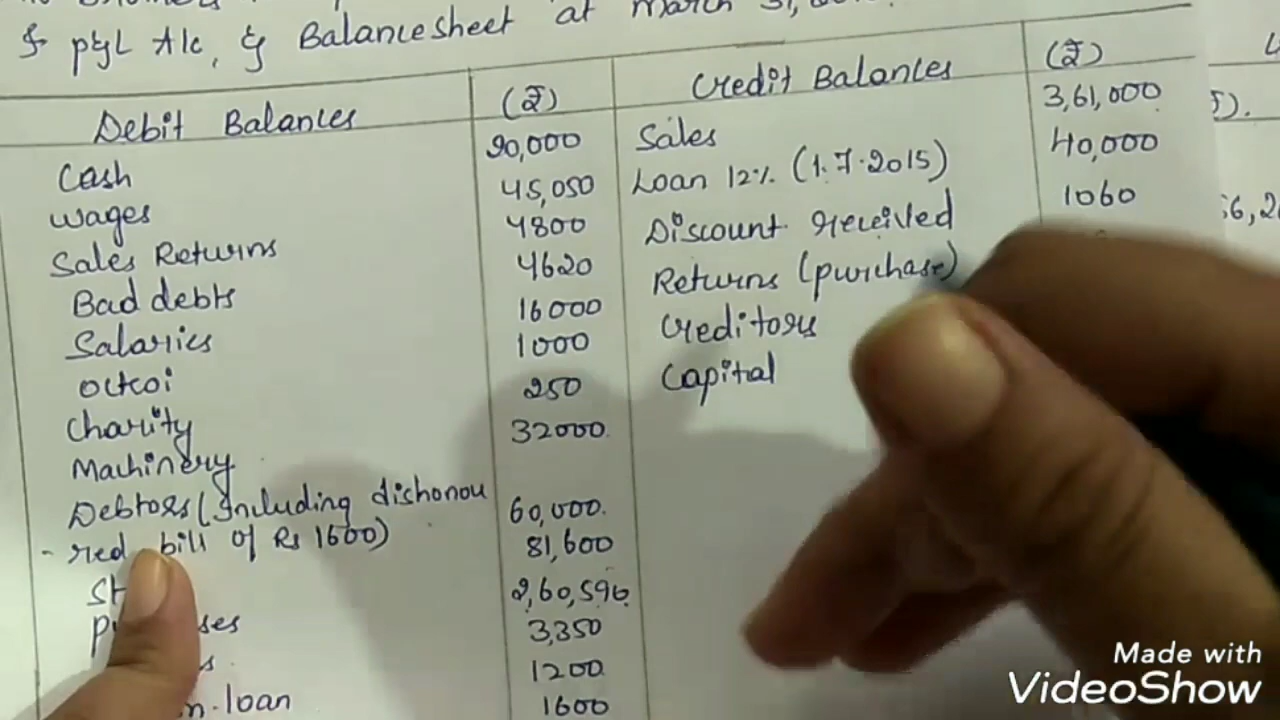 & P&L A/c, & Balance sheet at March 31,
Debit Balances (₹) Credit Balances (₹)
Cash 20,000 Sales 3,61,000
Wages 45,050 Loan 12% (1.7.2015) 40,000
Sales Returns 4800 Discount received 1060
Bad debts 4620 Returns (purchase)
Salaries 16000 Creditors
Octroi 1000 Capital
Charity 250
Machinery 32000.
Debtors (Including dishonou
- red bill of Rs 1600) 60,000.
81,600
2,60,596
3,350
loan 1200
1600
Made with
VideoShow